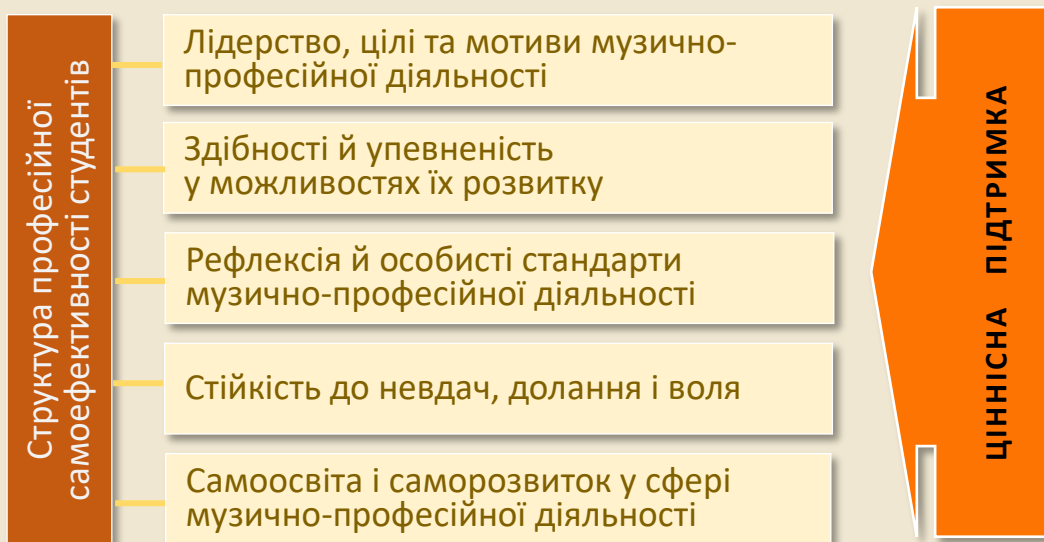 Структура професійної
самоефективності студентів
Лідерство, цілі та мотиви музично-
професійної діяльності
Здібності й упевненість
у можливостях їх розвитку
Рефлексія й особисті стандарти
музично-професійної діяльності
Стійкість до невдач, долання і воля
Самоосвіта і саморозвиток у сфері
музично-професійної діяльності
ЦІННІСНА ПІДТРИМКА